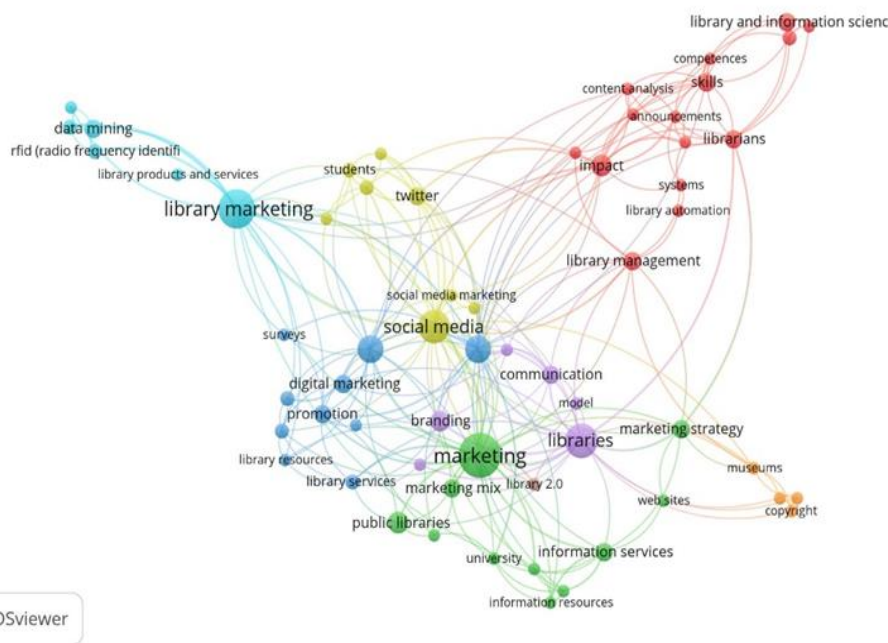 library and information scienc
competences
skills
content analysis
announcements
librarians
data mining
rfid (radio frequency identifi
library products and services
students
impact
twitter
systems
library marketing
library automation
library management
social media marketing
social media
surveys
communication
digital marketing
model
promotion
branding
marketing strategy
libraries
marketing
library resources
museums
library services
marketing mix
library 2.0
web sites
copyright
public libraries
university
information services
information resources
OSviewer